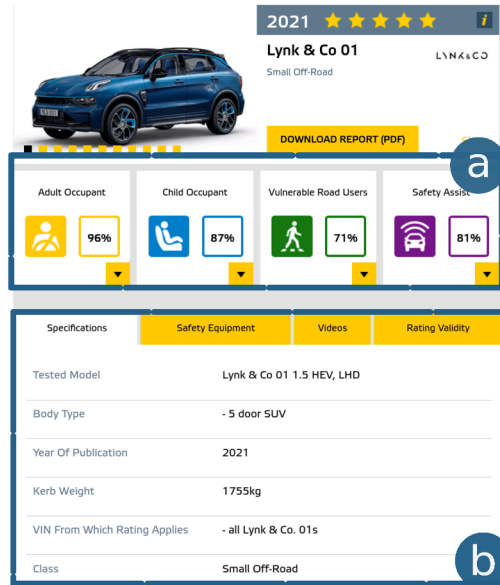 2021
i
Lynk & Co 01
LYNK&CO
Small Off-Road
DOWNLOAD REPORT (PDF)
a
Adult Occupant
Child Occupant
Vulnerable Road Users
Safety Assist
96%
87%
71%
81%
Specifications
Safety Equipment
Videos
Rating Validity
Tested Model
Lynk & Co 01 1.5 HEV, LHD
Body Type
- 5 door SUV
Year Of Publication
2021
Kerb Weight
1755kg
VIN From Which Rating Applies
- all Lynk & Co. 01s
Class
Small Off-Road
b